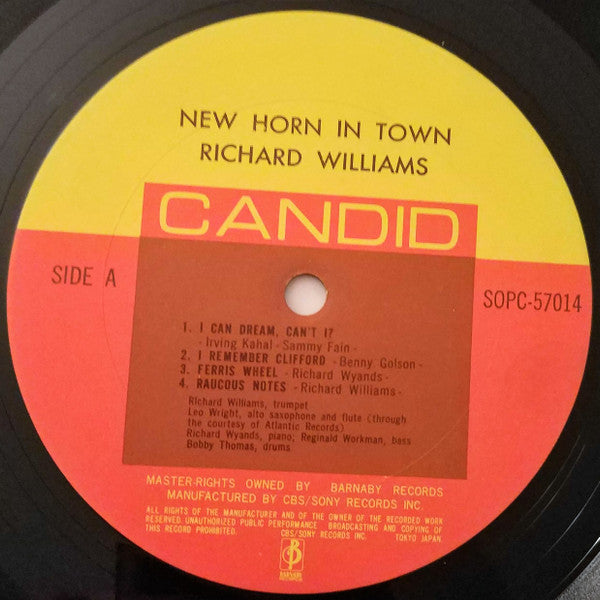 NEW HORN IN TOWN
RICHARD WILLIAMS
CANDID
SIDE A
SOPC-57014
1. I CAN DREAM, CAN'T I?
- Irving Kahal - Sammy Fain -
2. I REMEMBER CLIFFORD - Benny Golson -
3. FERRIS WHEEL - Richard Wyands -
4. RAUCOUS NOTES - Richard Williams -
Richard Williams, trumpet
Leo Wright, alto saxophone and flute (through
the courtesy of Atlantic Records)
Richard Wyands, piano; Reginald Workman, bass
Bobby Thomas, drums
MASTER-RIGHTS OWNED BY BARNABY RECORDS
MANUFACTURED BY CBS/SONY RECORDS INC.
ALL RIGHTS OF THE MANUFACTURER AND OF THE OWNER OF THE RECORDED WORK
RESERVED. UNAUTHORIZED PUBLIC PERFORMANCE BROADCASTING AND COPYING OF
THIS RECORD PROHIBITED. CBS/SONY RECORDS INC. TOKYO JAPAN.